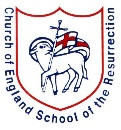 Church of England School of the Resurrection